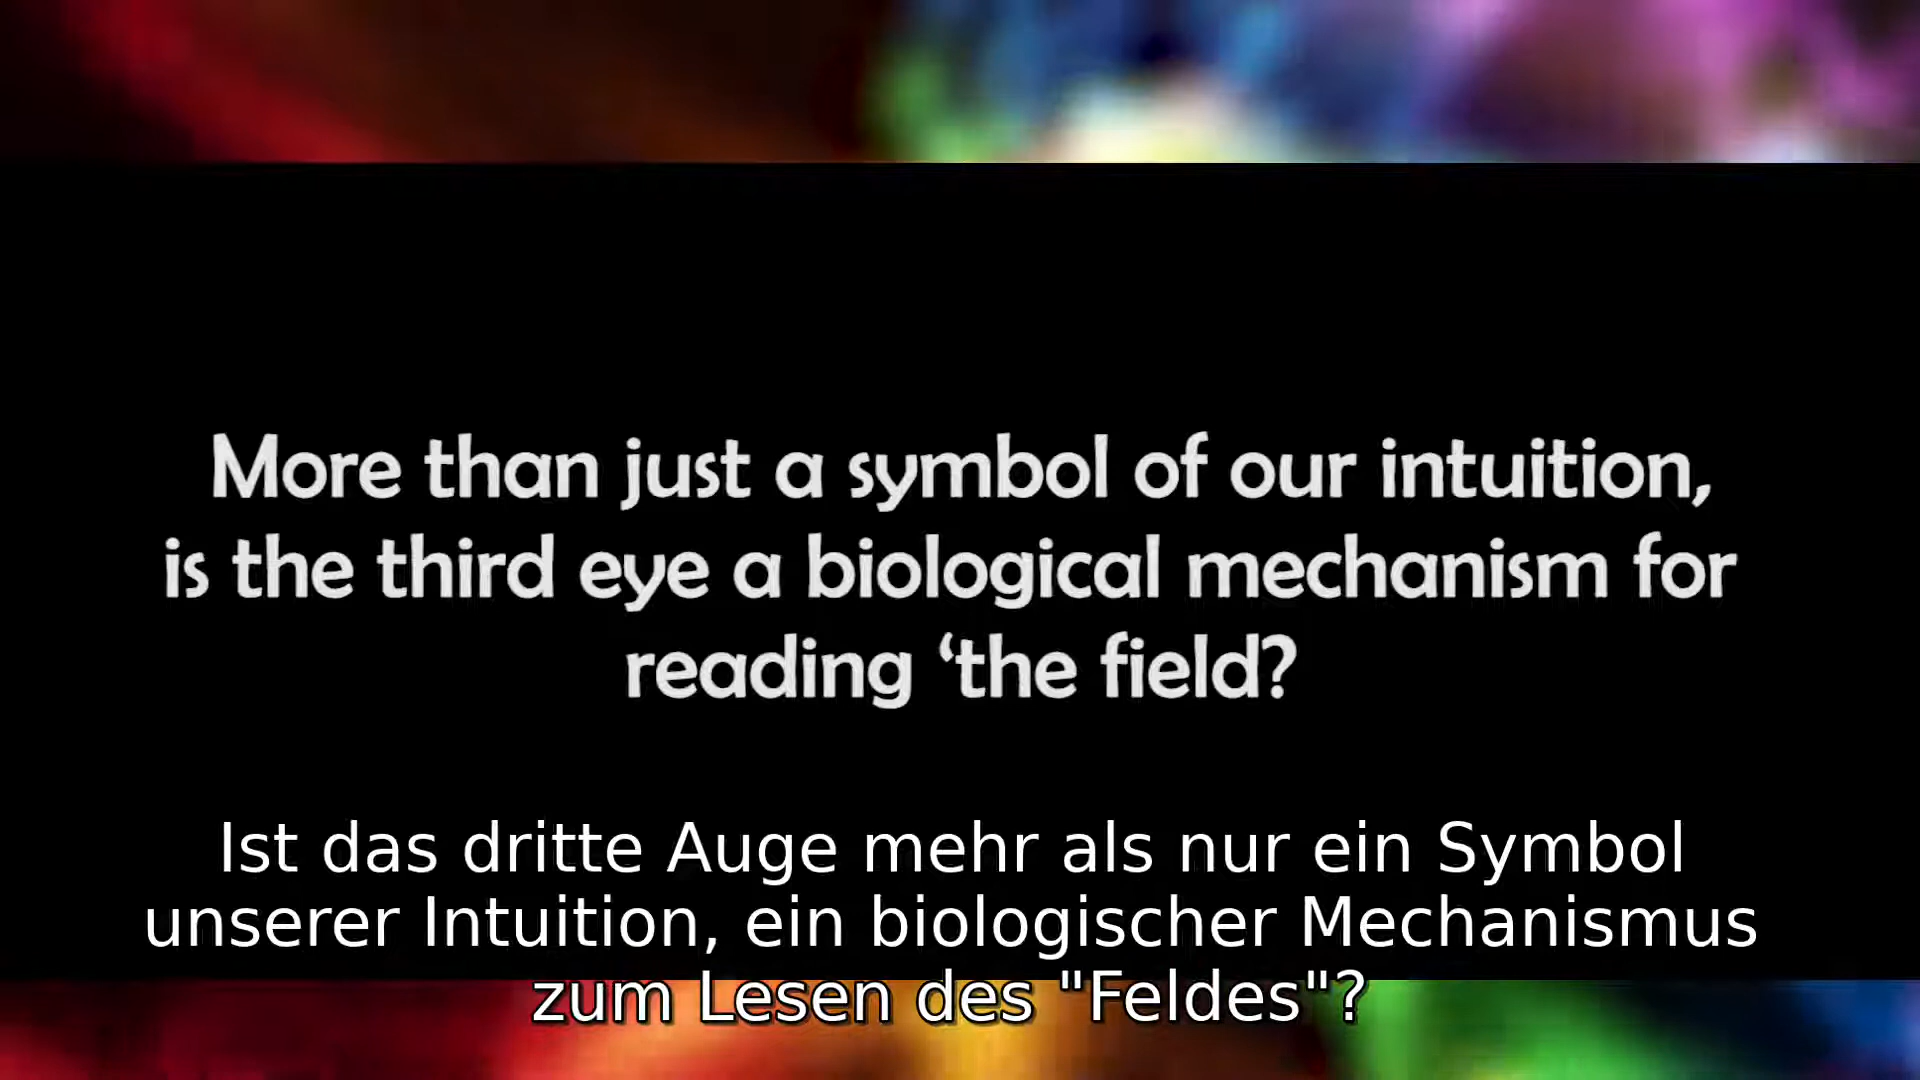 More than just a symbol of our intuition,
is the third eye a biological mechanism for
reading ‘the field?
Ist das dritte Auge mehr als nur ein Symbol
unserer Intuition, ein biologischer Mechanismus
zum Lesen des "Feldes"?